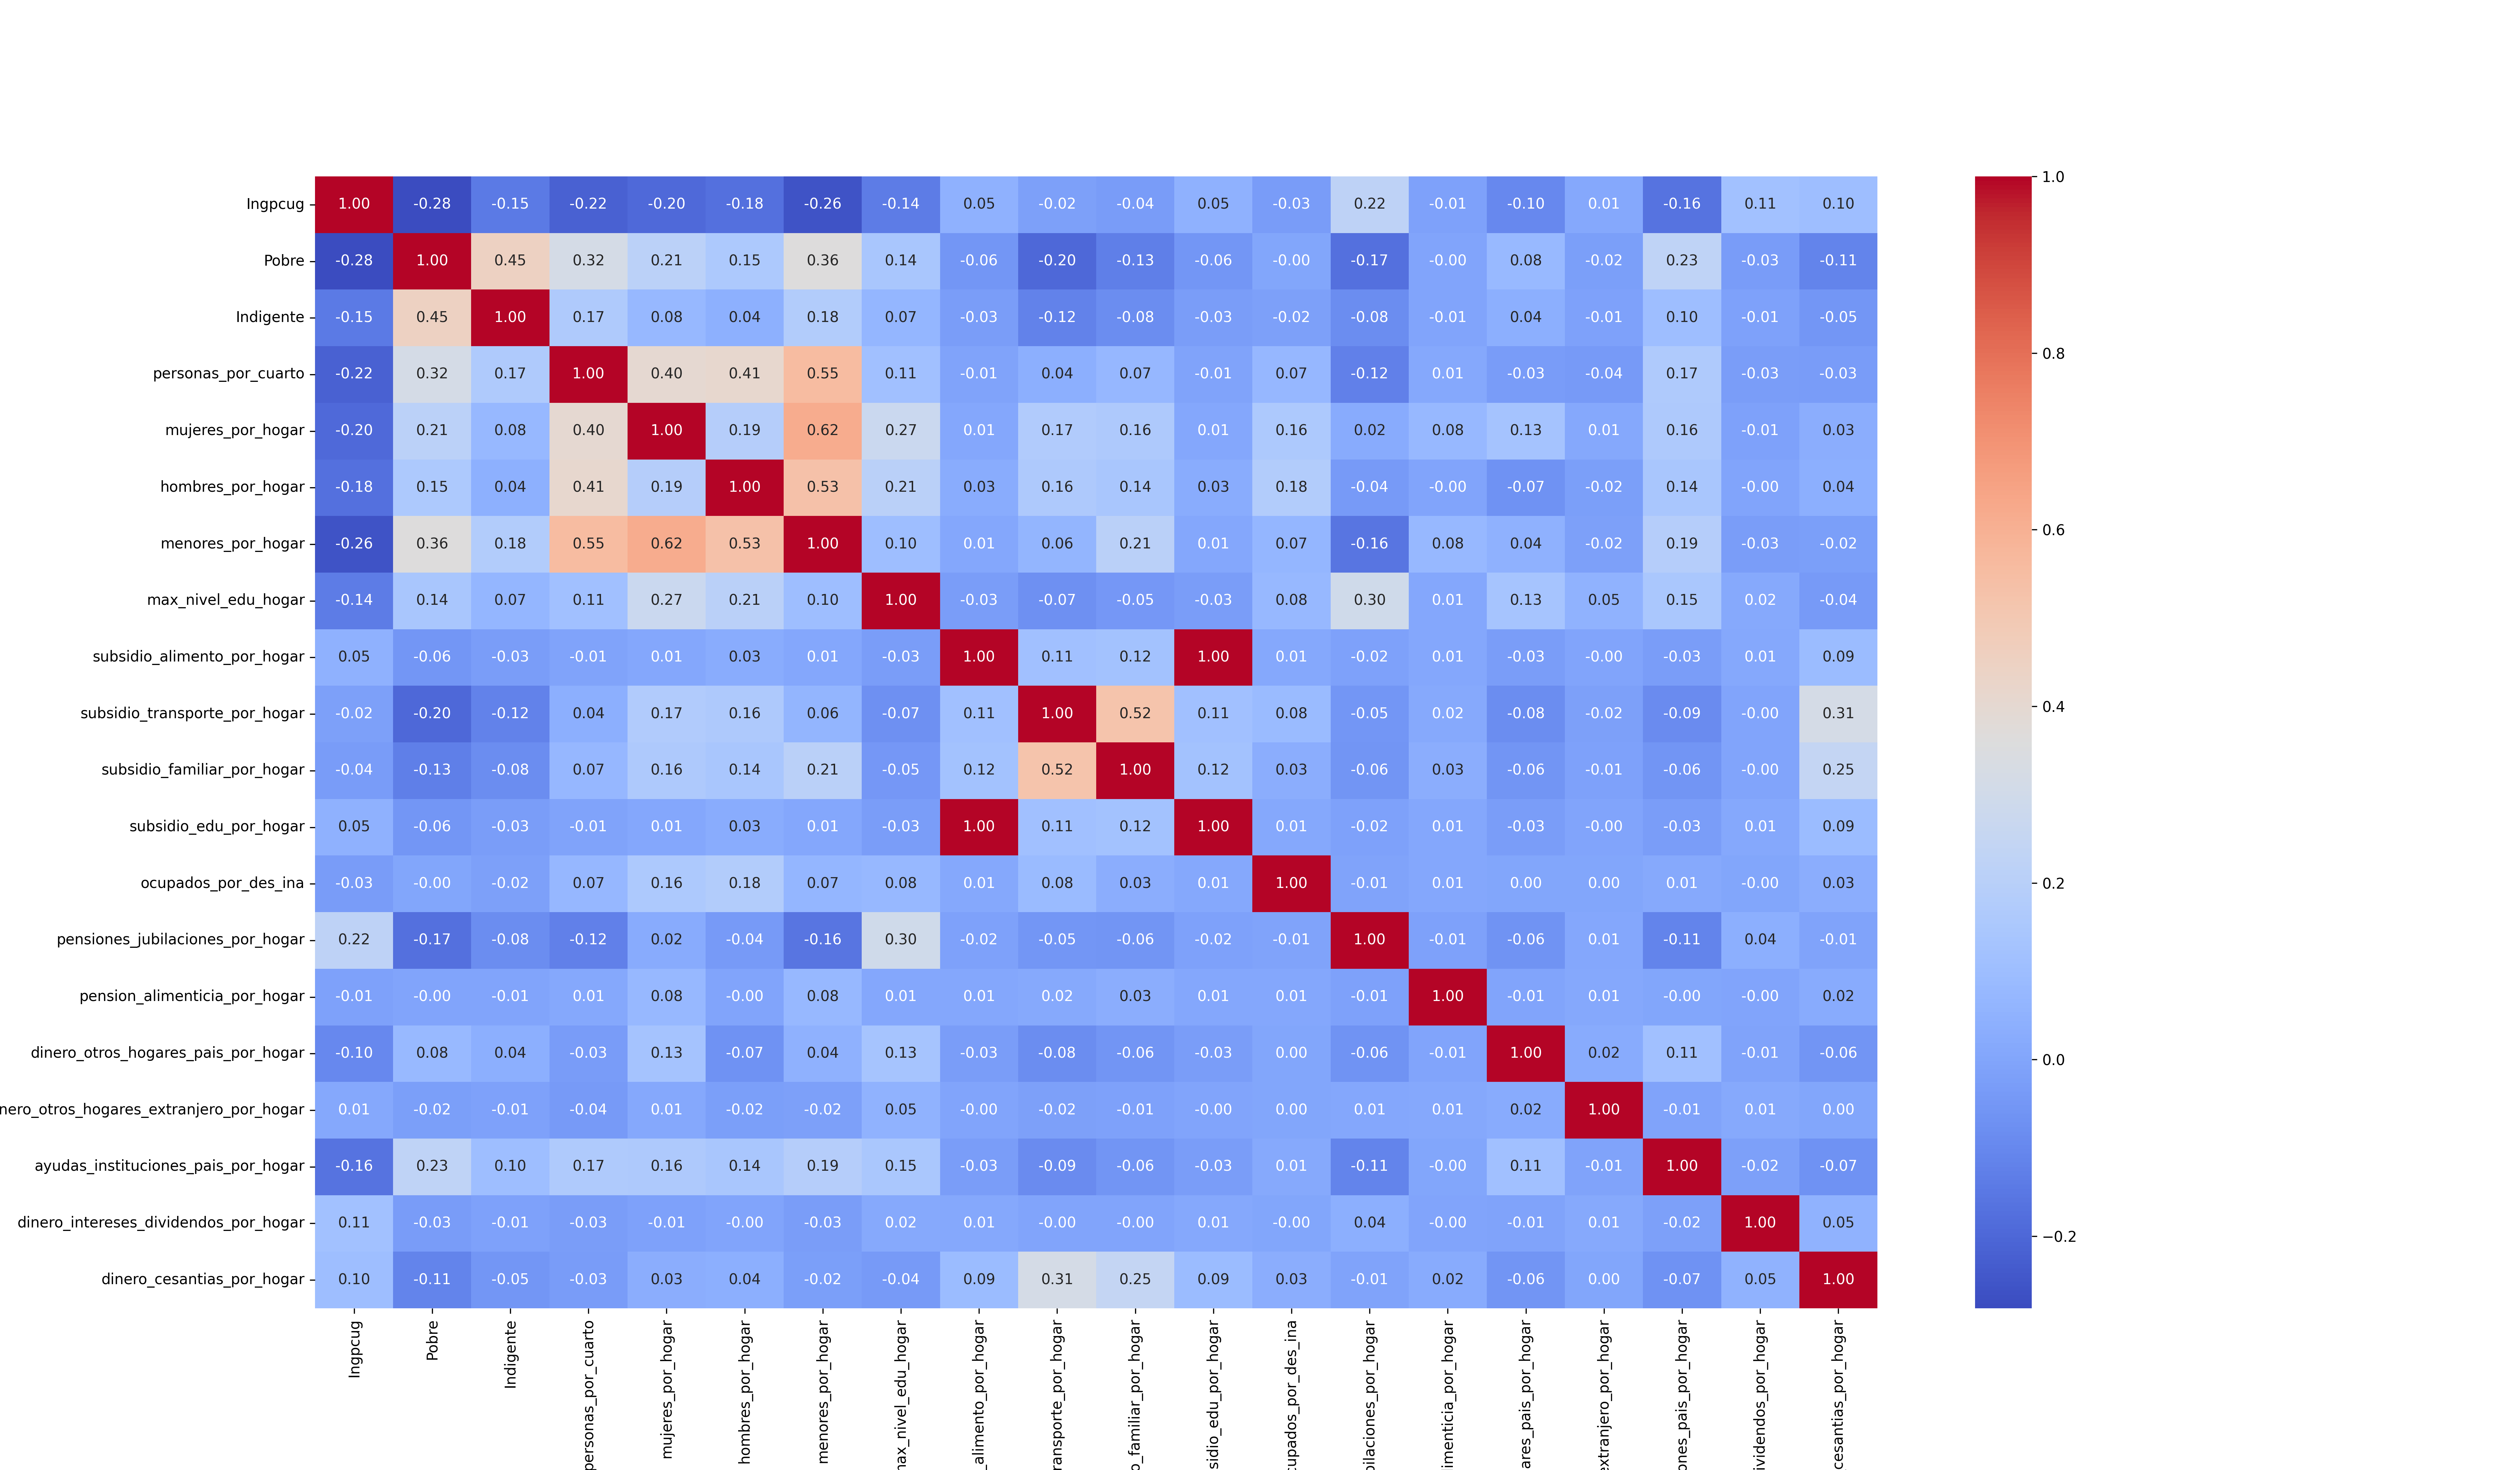 Ingpcug 1.00 -0.28 -0.15 -0.22 -0.20 -0.18 -0.26 -0.14 0.05 -0.02 -0.04 0.05 -0.03 0.22 -0.01 -0.10 0.01 -0.16 0.11 0.10
Pobre -0.28 1.00 0.45 0.32 0.21 0.15 0.36 0.14 -0.06 -0.20 -0.13 -0.06 -0.00 -0.17 -0.00 0.08 -0.02 0.23 -0.03 -0.11
Indigente -0.15 0.45 1.00 0.17 0.08 0.04 0.18 0.07 -0.03 -0.12 -0.08 -0.03 -0.02 -0.08 -0.01 0.04 -0.01 0.10 -0.01 -0.05
personas_por_cuarto -0.22 0.32 0.17 1.00 0.40 0.41 0.55 0.11 -0.01 0.04 0.07 -0.01 0.07 -0.12 0.01 -0.03 -0.04 0.17 -0.03 -0.03
mujeres_por_hogar -0.20 0.21 0.08 0.40 1.00 0.19 0.62 0.27 0.01 0.17 0.16 0.01 0.16 0.02 0.08 0.13 0.01 0.16 -0.01 0.03
hombres_por_hogar -0.18 0.15 0.04 0.41 0.19 1.00 0.53 0.21 0.03 0.16 0.14 0.03 0.18 -0.04 -0.00 -0.07 -0.02 0.14 -0.00 0.04
menores_por_hogar -0.26 0.36 0.18 0.55 0.62 0.53 1.00 0.10 0.01 0.06 0.21 0.01 0.07 -0.16 0.08 0.04 -0.02 0.19 -0.03 -0.02
max_nivel_edu_hogar -0.14 0.14 0.07 0.11 0.27 0.21 0.10 1.00 -0.03 -0.07 -0.05 -0.03 0.08 0.30 0.01 0.13 0.05 0.15 0.02 -0.04
subsidio_alimento_por_hogar 0.05 -0.06 -0.03 -0.01 0.01 0.03 0.01 -0.03 1.00 0.11 0.12 1.00 0.01 -0.02 0.01 -0.03 -0.00 -0.03 0.01 0.09
subsidio_transporte_por_hogar -0.02 -0.20 -0.12 0.04 0.17 0.16 0.06 -0.07 0.11 1.00 0.52 0.11 0.08 -0.05 0.02 -0.08 -0.02 -0.09 -0.00 0.31
subsidio_familiar_por_hogar -0.04 -0.13 -0.08 0.07 0.16 0.14 0.21 -0.05 0.12 0.52 1.00 0.12 0.03 -0.06 0.03 -0.06 -0.01 -0.06 -0.00 0.25
subsidio_edu_por_hogar 0.05 -0.06 -0.03 -0.01 0.01 0.03 0.01 -0.03 1.00 0.11 0.12 1.00 0.01 -0.02 0.01 -0.03 -0.00 -0.03 0.01 0.09
ocupados_por_des_ina -0.03 -0.00 -0.02 0.07 0.16 0.18 0.07 0.08 0.01 0.08 0.03 0.01 1.00 -0.01 0.01 0.00 0.00 0.01 -0.00 0.03
pensiones_jubilaciones_por_hogar 0.22 -0.17 -0.08 -0.12 0.02 -0.04 -0.16 0.30 -0.02 -0.05 -0.06 -0.02 -0.01 1.00 -0.01 -0.06 0.01 -0.11 0.04 -0.01
pension_alimenticia_por_hogar -0.01 -0.00 -0.01 0.01 0.08 -0.00 0.08 0.01 0.01 0.02 0.03 0.01 0.01 -0.01 1.00 -0.01 0.01 -0.00 -0.00 0.02
dinero_otros_hogares_pais_por_hogar -0.10 0.08 0.04 -0.03 0.13 -0.07 0.04 0.13 -0.03 -0.08 -0.06 -0.03 0.00 -0.06 -0.01 1.00 0.02 0.11 -0.01 -0.06
nero_otros_hogares_extranjero_por_hogar 0.01 -0.02 -0.01 -0.04 0.01 -0.02 -0.02 0.05 -0.00 -0.02 -0.01 -0.00 0.00 0.01 0.01 0.02 1.00 -0.01 0.01 0.00
ayudas_instituciones_pais_por_hogar -0.16 0.23 0.10 0.17 0.16 0.14 0.19 0.15 -0.03 -0.09 -0.06 -0.03 0.01 -0.11 -0.00 0.11 -0.01 1.00 -0.02 -0.07
dinero_intereses_dividendos_por_hogar 0.11 -0.03 -0.01 -0.03 -0.01 -0.00 -0.03 0.02 0.01 -0.00 -0.00 0.01 -0.00 0.04 -0.00 -0.01 0.01 -0.02 1.00 0.05
dinero_cesantias_por_hogar 0.10 -0.11 -0.05 -0.03 0.03 0.04 -0.02 -0.04 0.09 0.31 0.25 0.09 0.03 -0.01 0.02 -0.06 0.00 -0.07 0.05 1.00
Ingpcug
Pobre
Indigente
personas_por_cuarto
mujeres_por_hogar
hombres_por_hogar
menores_por_hogar
max_nivel_edu_hogar
_alimento_por_hogar
ransporte_por_hogar
o_familiar_por_hogar
sidio_edu_por_hogar
cupados_por_des_ina
bilaciones_por_hogar
imenticia_por_hogar
ares_pais_por_hogar
extranjero_por_hogar
ones_pais_por_hogar
ividendos_por_hogar
cesantias_por_hogar
1.0
0.8
0.6
0.4
0.2
0.0
−0.2